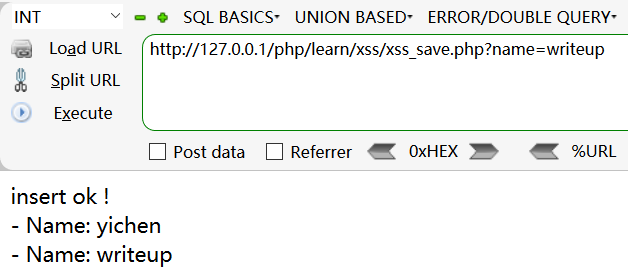 INT SQL BASICS UNION BASED ERROR/DOUBLE QUERY
Load URL
Split URL
Execute
http://127.0.0.1/php/learn/xss/xss_save.php?name=writeup
Post data Referrer 0xHEX %URL
insert ok !
- Name: yichen
- Name: writeup